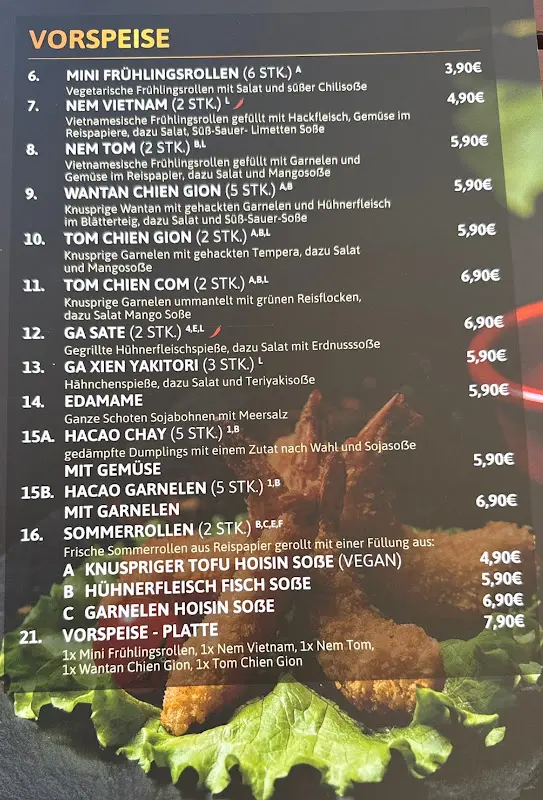 VORSPEISE
6. MINI FRÜHLINGSROLLEN (6 STK.) A 3,90€
Vegetarische Frühlingsrollen mit Salat und süßer Chilisoße
7. NEM VIETNAM (2 STK.) L 4,90€
Vietnamesische Frühlingsrollen gefüllt mit Hackfleisch, Gemüse im
Reispapiere, dazu Salat, Süß-Sauer- Limetten Soße
8. NEM TOM (2 STK.) B,L 5,90€
Vietnamesische Frühlingsrollen gefüllt mit Garnelen und
Gemüse im Reispapier, dazu Salat und Mangosoße
9. WANTAN CHIEN GION (5 STK.) A,B 5,90€
Knusprige Wantan mit gehackten Garnelen und Hühnerfleisch
im Blätterteig, dazu Salat und Süß-Sauer-Soße
10. TOM CHIEN GION (2 STK.) A,B,L 5,90€
Knusprige Garnelen mit gehackten Tempera, dazu Salat
und Mangosoße
11. TOM CHIEN COM (2 STK.) A,B,L 6,90€
Knusprige Garnelen ummantelt mit grünen Reisflocken,
dazu Salat Mango Soße
12. GA SATE (2 STK.) 4,E,L 6,90€
Gegrillte Hühnerfleischspieße, dazu Salat mit Erdnusssoße
13. GA XIEN YAKITORI (3 STK.) L 5,90€
Hähnchenspieße, dazu Salat und Teriyakisoße
14. EDAMAME 5,90€
Ganze Schoten Sojabohnen mit Meersalz
15A. HACAO CHAY (5 STK.) 1,B
gedämpfte Dumplings mit einem Zutat nach Wahl und Sojasoße
MIT GEMÜSE 5,90€
15B. HACAO GARNELEN (5 STK.) 1,B
MIT GARNELEN 6,90€
16. SOMMERROLLEN (2 STK.) B,C,E,F
Frische Sommerrollen aus Reispapier gerollt mit einer Füllung aus:
A KNUSPRIGER TOFU HOISIN SOßE (VEGAN) 4,90€
B HÜHNERFLEISCH FISCH SOßE 5,90€
C GARNELEN HOISIN SOßE 6,90€
21. VORSPEISE - PLATTE 7,90€
1x Mini Frühlingsrollen, 1x Nem Vietnam, 1x Nem Tom,
1x Wantan Chien Gion, 1x Tom Chien Gion